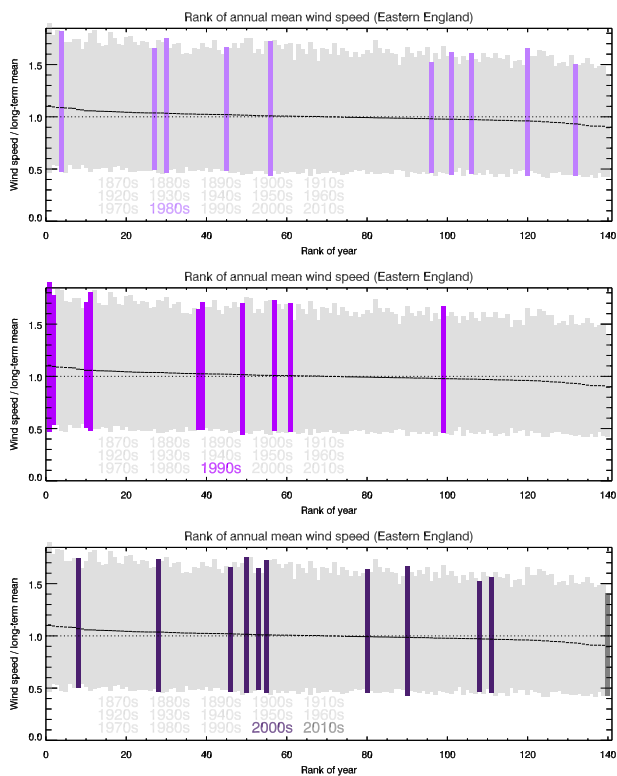 Rank of annual mean wind speed (Eastern England)
Wind speed / long-term mean
1.5
1.0
0.5
0.0
1870s 1880s 1890s 1900s 1910s
1920s 1930s 1940s 1950s 1960s
1970s 1980s 1990s 2000s 2010s
0 20 40 60 80 100 120 140
Rank of year
Rank of annual mean wind speed (Eastern England)
Wind speed / long-term mean
1.5
1.0
0.5
0.0
1870s 1880s 1890s 1900s 1910s
1920s 1930s 1940s 1950s 1960s
1970s 1980s 1990s 2000s 2010s
0 20 40 60 80 100 120 140
Rank of year
Rank of annual mean wind speed (Eastern England)
Wind speed / long-term mean
1.5
1.0
0.5
0.0
1870s 1880s 1890s 1900s 1910s
1920s 1930s 1940s 1950s 1960s
1970s 1980s 1990s 2000s 2010s
0 20 40 60 80 100 120 140
Rank of year